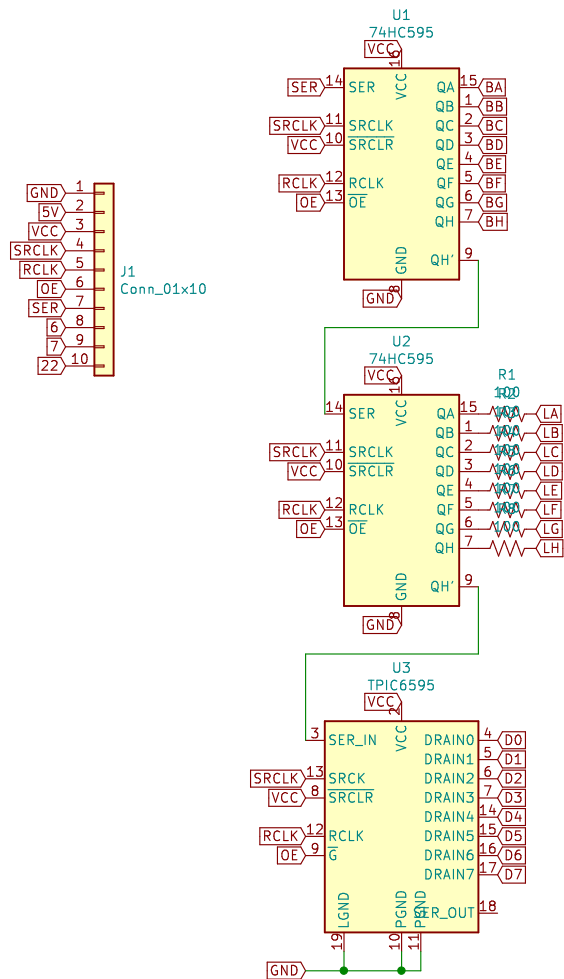 U1
74HC595
VCC 16
VCC
SER 14 SER QA 15 BA
QB 1 BB
SRCLK 11 SRCLK QC 2 BC
VCC 10 SRCLR QD 3 BD
QE 4 BE
RCLK 12 RCLK QF 5 BF
OE 13 OE QG 6 BG
QH 7 BH
QH' 9
GND
GND 8
GND 1
5V 2
VCC 3
SRCLK 4
RCLK 5
OE 6
SER 7
6 8
7 9
22 10
J1
Conn_01x10
U2
74HC595
VCC 16
VCC
R1
100
14 SER QA 15 LA
QB 1 LB
SRCLK 11 SRCLK QC 2 LC
VCC 10 SRCLR QD 3 LD
QE 4 LE
RCLK 12 RCLK QF 5 LF
OE 13 OE QG 6 LG
100
QH 7 LH
QH' 9
GND
GND 8
U3
TPIC6595
VCC 2
VCC
3 SER_IN DRAIN0 4 D0
DRAIN1 5 D1
SRCLK 13 SRCK DRAIN2 6 D2
VCC 8 SRCLR DRAIN3 7 D3
DRAIN4 14 D4
RCLK 12 RCLK DRAIN5 15 D5
OE 9 G DRAIN6 16 D6
DRAIN7 17 D7
LGND PGND PGND SER_OUT 18
19 10 11
GND